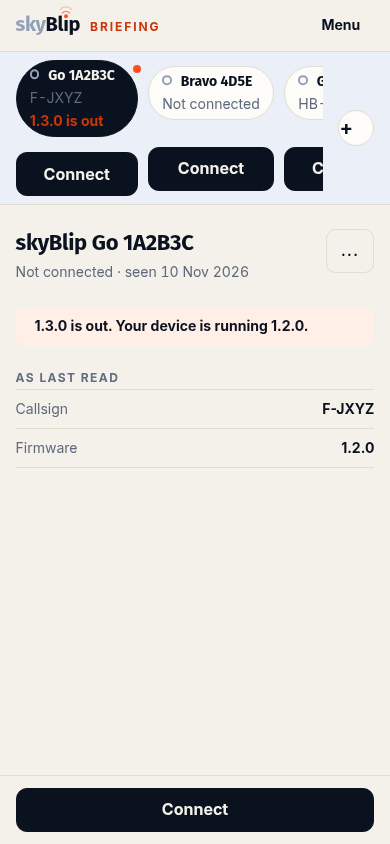 skyBlip BRIEFING Menu
Go 1A2B3C
F-JXYZ
1.3.0 is out
Connect
Bravo 4D5E
Not connected
Connect
G
HB-
C
+
skyBlip Go 1A2B3C
Not connected · seen 10 Nov 2026
...
1.3.0 is out. Your device is running 1.2.0.
AS LAST READ
Callsign F-JXYZ
Firmware 1.2.0
Connect